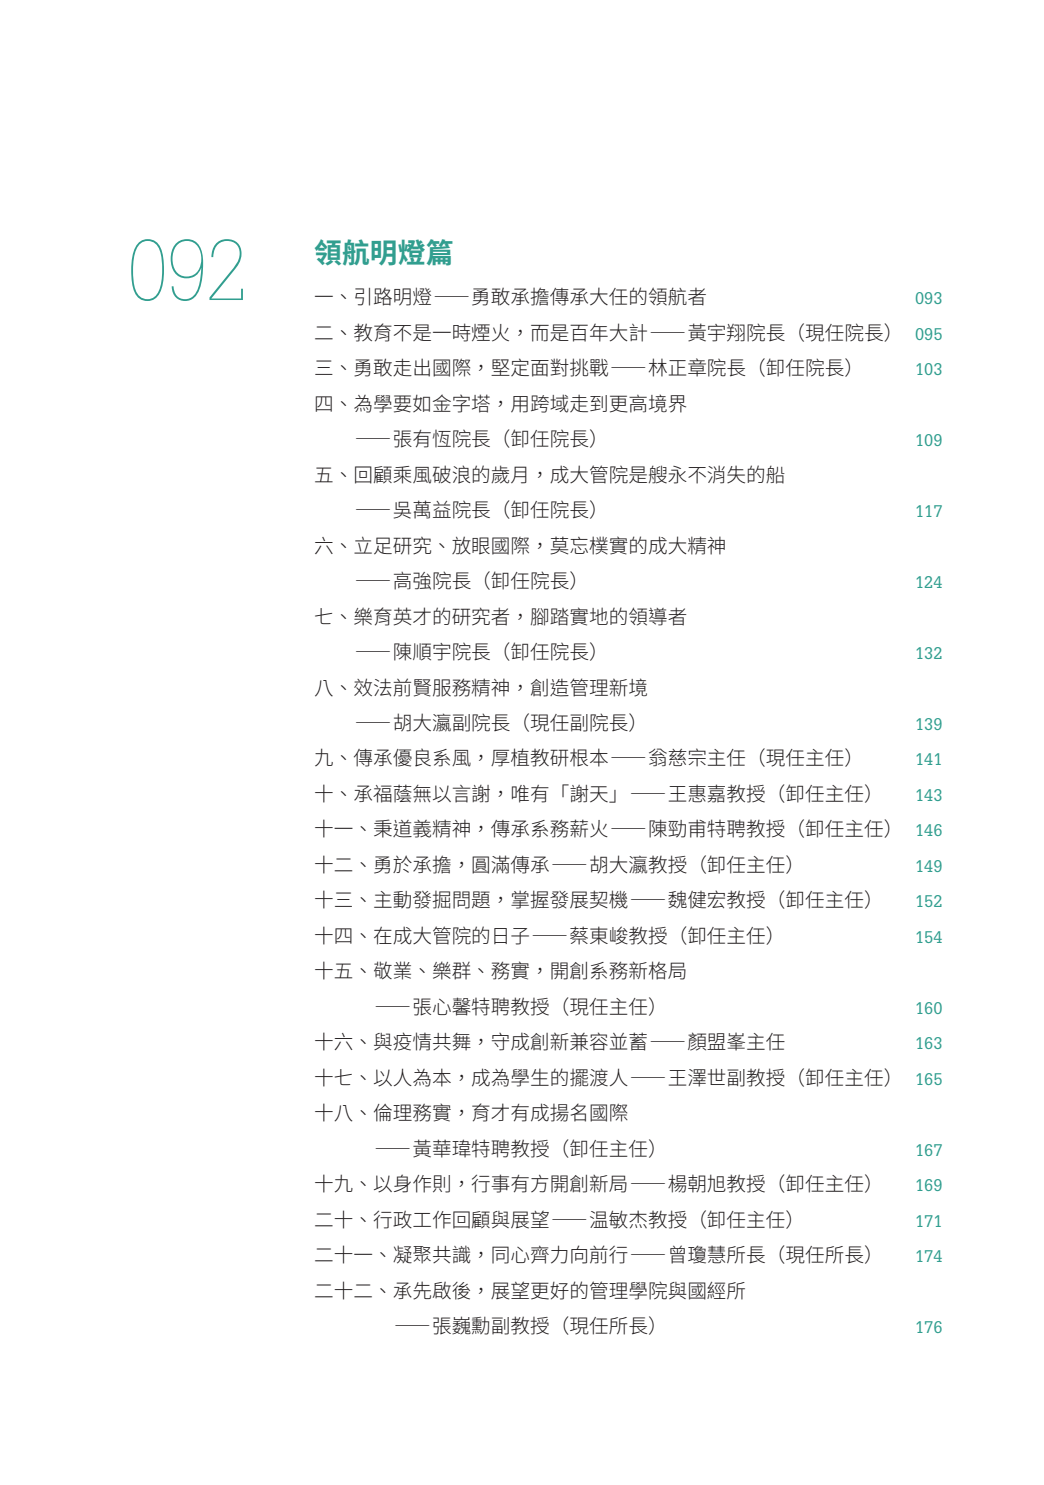 092
領航明燈篇
一、引路明燈——勇敢承擔傳承大任的領航者 093
二、教育不是一時煙火，而是百年大計——黃宇翔院長（現任院長） 095
三、勇敢走出國際，堅定面對挑戰——林正章院長（卸任院長） 103
四、為學要如金字塔，用跨域走到更高境界
——張有恆院長（卸任院長） 109
五、回顧乘風破浪的歲月，成大管院是艘永不消失的船
——吳萬益院長（卸任院長） 117
六、立足研究、放眼國際，莫忘樸實的成大精神
——高強院長（卸任院長） 124
七、樂育英才的研究者，腳踏實地的領導者
——陳順宇院長（卸任院長） 132
八、效法前賢服務精神，創造管理新境
——胡大瀛副院長（現任副院長） 139
九、傳承優良系風，厚植教研根本——翁慈宗主任（現任主任） 141
十、承福蔭無以言謝，唯有「謝天」——王惠嘉教授（卸任主任） 143
十一、秉道義精神，傳承系務薪火——陳勁甫特聘教授（卸任主任） 146
十二、勇於承擔，圓滿傳承——胡大瀛教授（卸任主任） 149
十三、主動發掘問題，掌握發展契機——魏健宏教授（卸任主任） 152
十四、在成大管院的日子——蔡東峻教授（卸任主任） 154
十五、敬業、樂群、務實，開創系務新格局
——張心馨特聘教授（現任主任） 160
十六、與疫情共舞，守成創新兼容並蓄——顏盟峯主任 163
十七、以人為本，成為學生的擺渡人——王澤世副教授（卸任主任） 165
十八、倫理務實，育才有成揚名國際
——黃華瑋特聘教授（卸任主任） 167
十九、以身作則，行事有方開創新局——楊朝旭教授（卸任主任） 169
二十、行政工作回顧與展望——温敏杰教授（卸任主任） 171
二十一、凝聚共識，同心齊力向前行——曾瓊慧所長（現任所長） 174
二十二、承先啟後，展望更好的管理學院與國經所
——張巍勳副教授（現任所長） 176